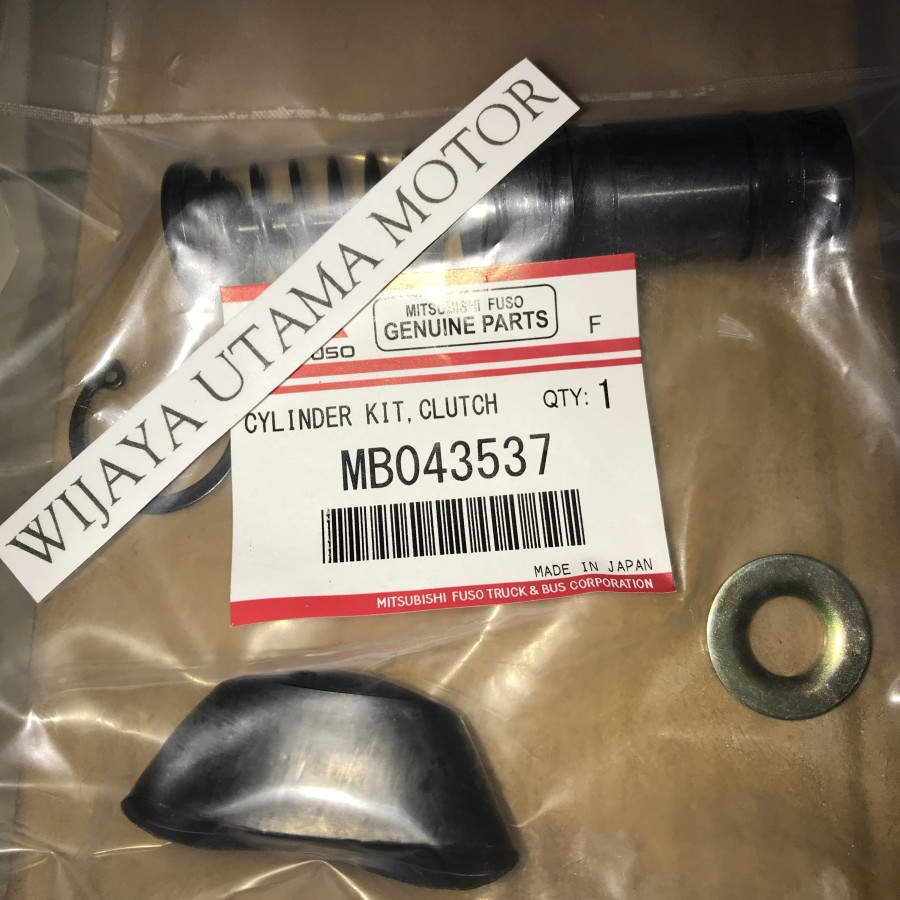 WIJAYA UTAMA MOTOR
MITSUBISHI FUSO
GENUINE PARTS
F
USO
CYLINDER KIT, CLUTCH QTY: 1
MB043537
MADE IN JAPAN
MITSUBISHI FUSO TRUCK & BUS CORPORATION